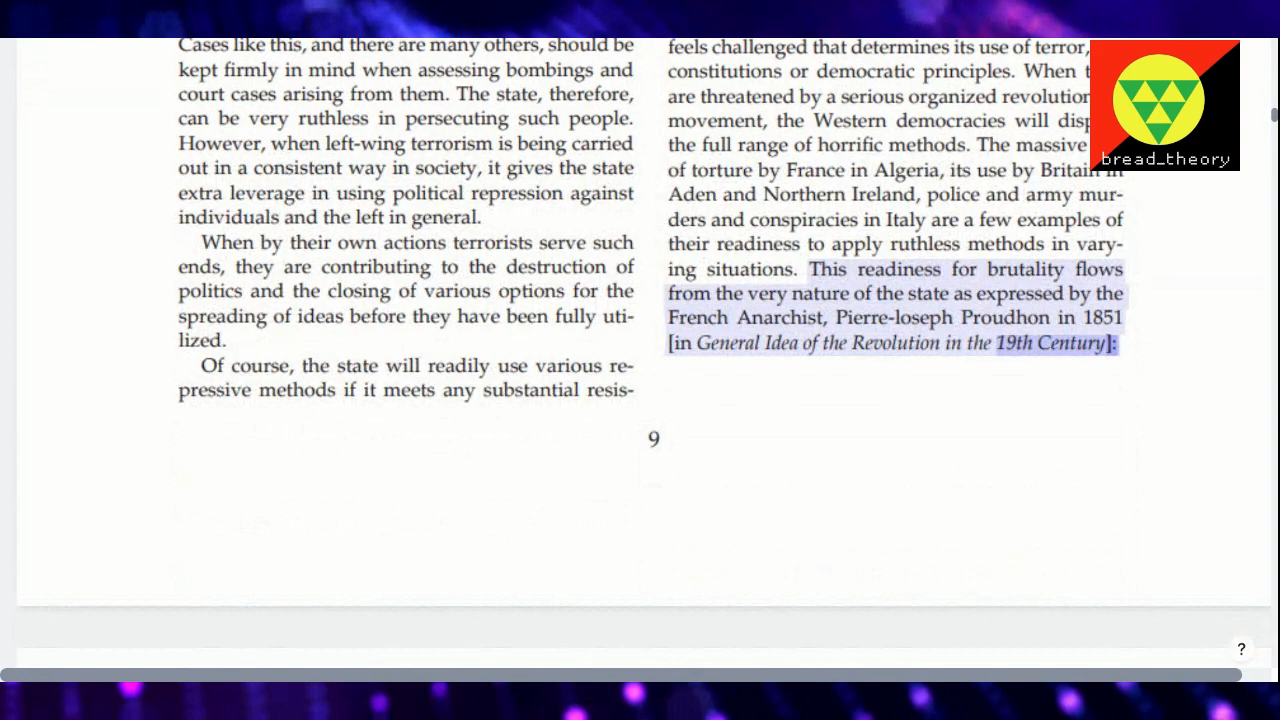 Cases like this, and there are many others, should be
kept firmly in mind when assessing bombings and
court cases arising from them. The state, therefore,
can be very ruthless in persecuting such people.
However, when left-wing terrorism is being carried
out in a consistent way in society, it gives the state
extra leverage in using political repression against
individuals and the left in general.
When by their own actions terrorists serve such
ends, they are contributing to the destruction of
politics and the closing of various options for the
spreading of ideas before they have been fully uti-
lized.
Of course, the state will readily use various re-
pressive methods if it meets any substantial resis-
feels challenged that determines its use of terror,
constitutions or democratic principles. When
are threatened by a serious organized revolution
movement, the Western democracies will
the full range of horrific methods. The massive
of torture by France in Algeria, its use by Britain in
Aden and Northern Ireland, police and army mur-
ders and conspiracies in Italy are a few examples of
their readiness to apply ruthless methods in vary-
ing situations. This readiness for brutality flows
from the very nature of the state as expressed by the
French Anarchist, Pierre-loseph Proudhon in 1851
[in General Idea of the Revolution in the 19th Century]:
9
bread_theory
?